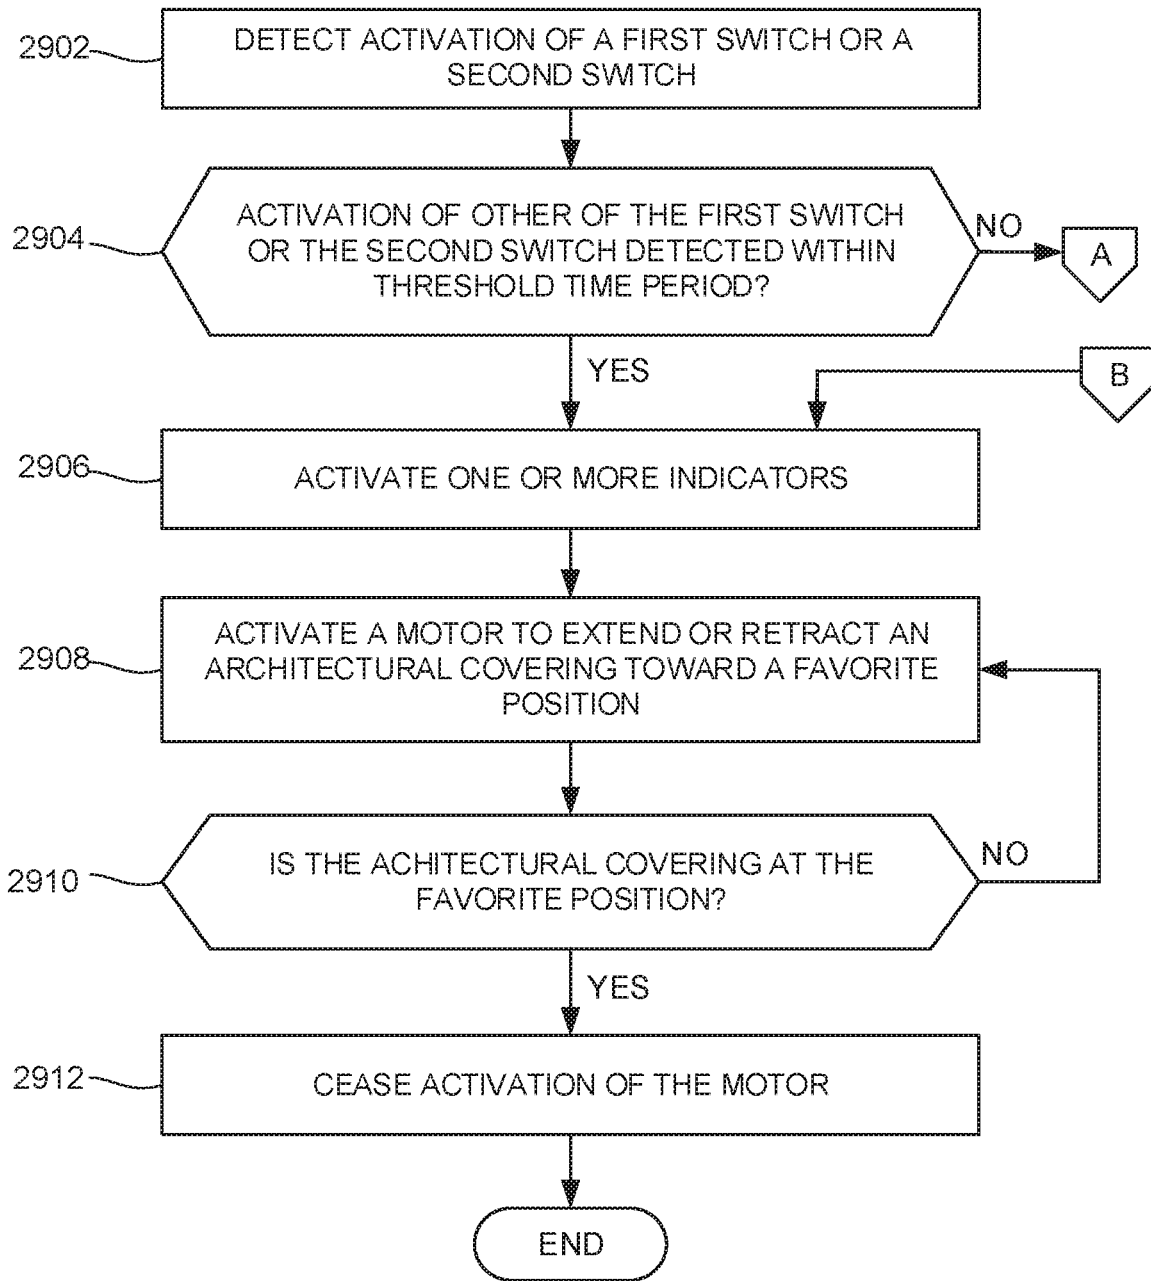 2902
DETECT ACTIVATION OF A FIRST SWITCH OR A
SECOND SWITCH
2904
ACTIVATION OF OTHER OF THE FIRST SWITCH
OR THE SECOND SWITCH DETECTED WITHIN
THRESHOLD TIME PERIOD?
NO
A
YES
B
2906
ACTIVATE ONE OR MORE INDICATORS
2908
ACTIVATE A MOTOR TO EXTEND OR RETRACT AN
ARCHITECTURAL COVERING TOWARD A FAVORITE
POSITION
2910
IS THE ACHITECTURAL COVERING AT THE
FAVORITE POSITION?
NO
YES
2912
CEASE ACTIVATION OF THE MOTOR
END